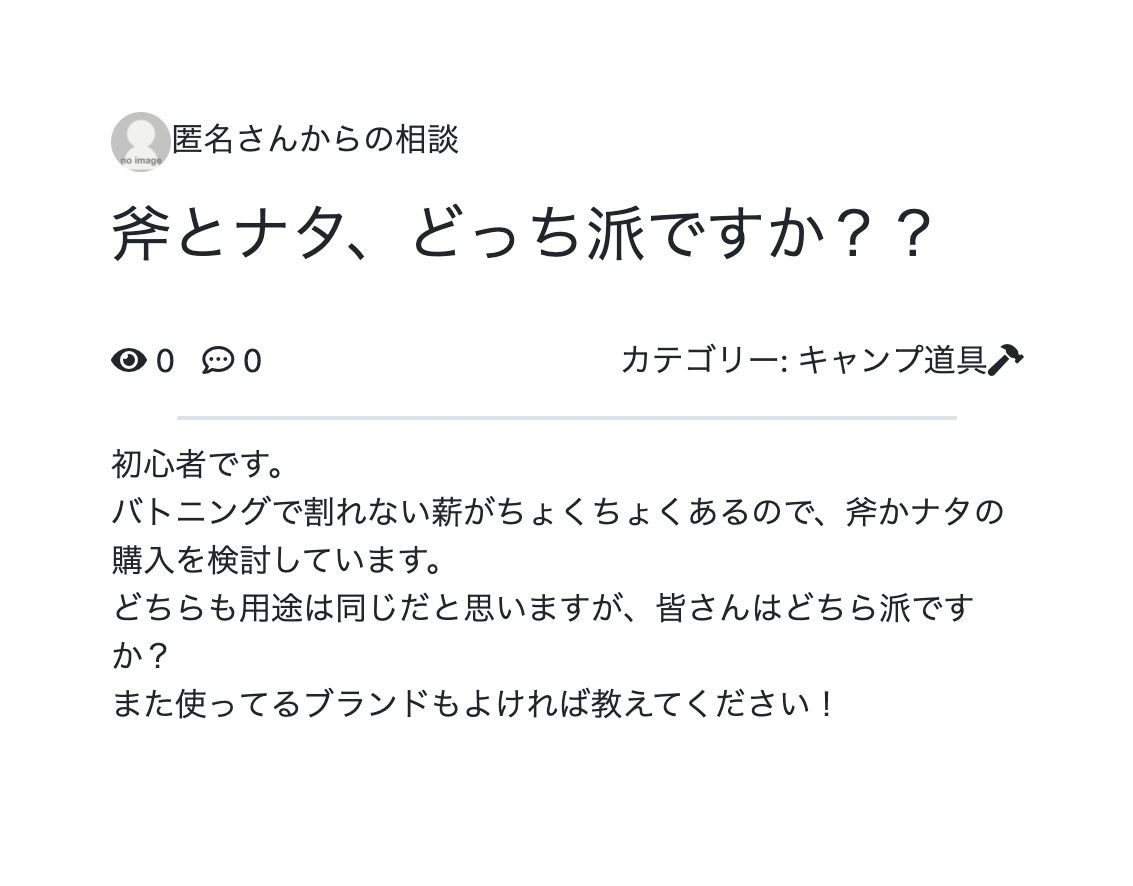 no image
匿名さんからの相談
斧とナタ、どっち派ですか？？
0 0 カテゴリー: キャンプ道具
初心者です。
バトニングで割れない薪がちょくちょくあるので、斧かナタの
購入を検討しています。
どちらも用途は同じだと思いますが、皆さんはどちら派です
か？
また使ってるブランドもよければ教えてください！